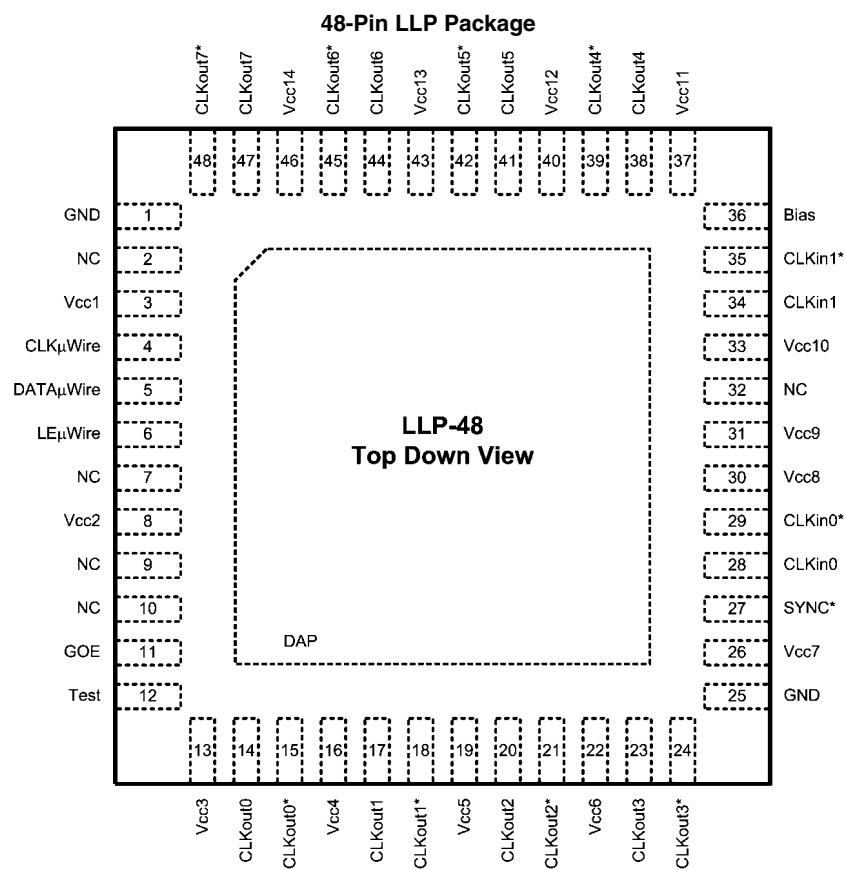 48-Pin LLP Package
CLKout7*
CLKout7
Vcc14
CLKout6*
CLKout6
Vcc13
CLKout5*
CLKout5
Vcc12
CLKout4*
CLKout4
Vcc11
48 47 46 45 44 43 42 41 40 39 38 37
GND 1
NC 2
Vcc1 3
CLKμWire 4
DATAμWire 5
LEμWire 6
NC 7
Vcc2 8
NC 9
NC 10
GOE 11
Test 12
36 Bias
35 CLKin1*
34 CLKin1
33 Vcc10
32 NC
31 Vcc9
30 Vcc8
29 CLKin0*
28 CLKin0
27 SYNC*
26 Vcc7
25 GND
LLP-48
Top Down View
DAP
13 14 15 16 17 18 19 20 21 22 23 24
Vcc3
CLKout0
CLKout0*
Vcc4
CLKout1
CLKout1*
Vcc5
CLKout2
CLKout2*
Vcc6
CLKout3
CLKout3*